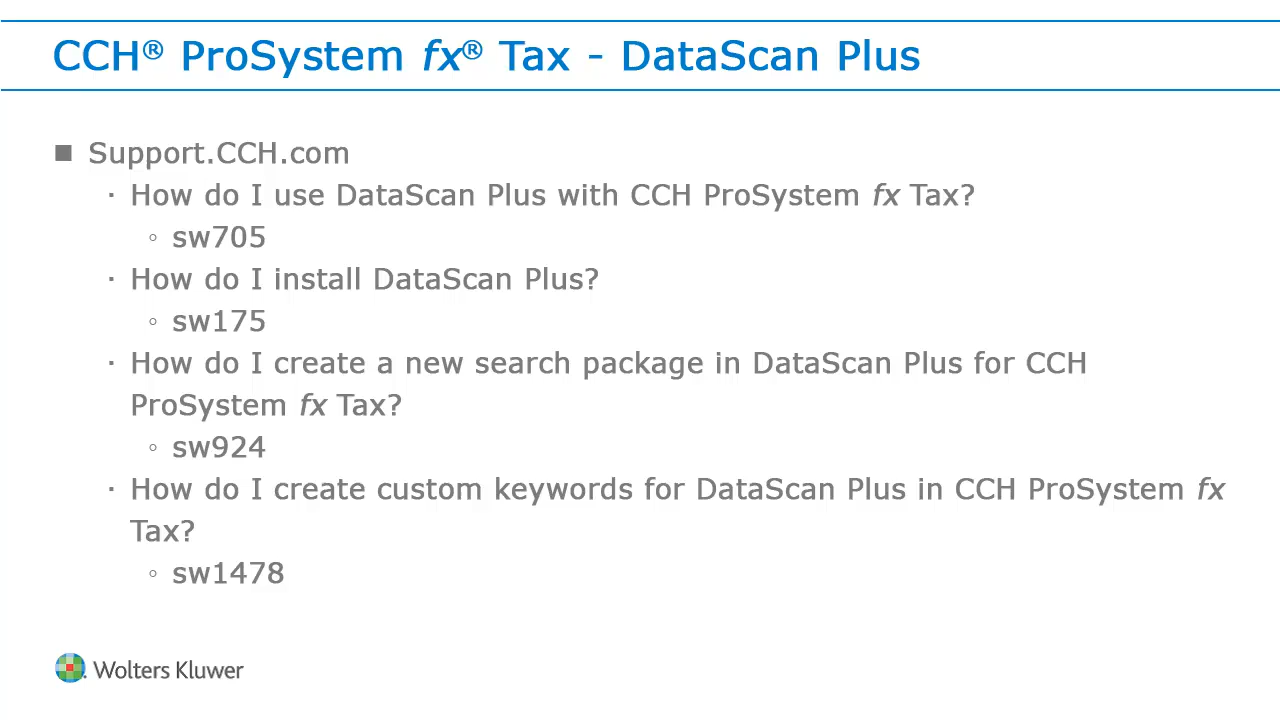 CCH® ProSystem fx® Tax - DataScan Plus
■ Support.CCH.com
· How do I use DataScan Plus with CCH ProSystem fx Tax?
◦ sw705
· How do I install DataScan Plus?
◦ sw175
· How do I create a new search package in DataScan Plus for CCH
ProSystem fx Tax?
◦ sw924
· How do I create custom keywords for DataScan Plus in CCH ProSystem fx
Tax?
◦ sw1478
Wolters Kluwer